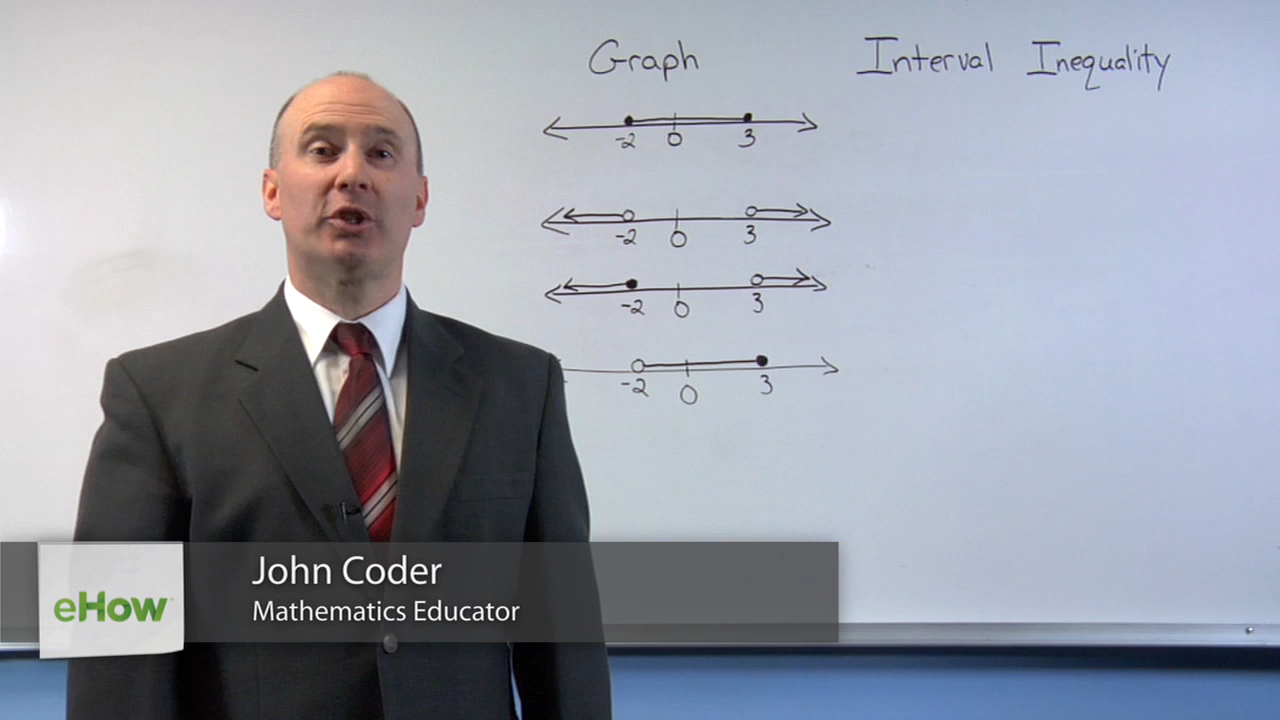 Graph Interval Inequality
-2 0 3
-2 0 3
-2 0 3
-2 0 3
John Coder
eHow
Mathematics Educator